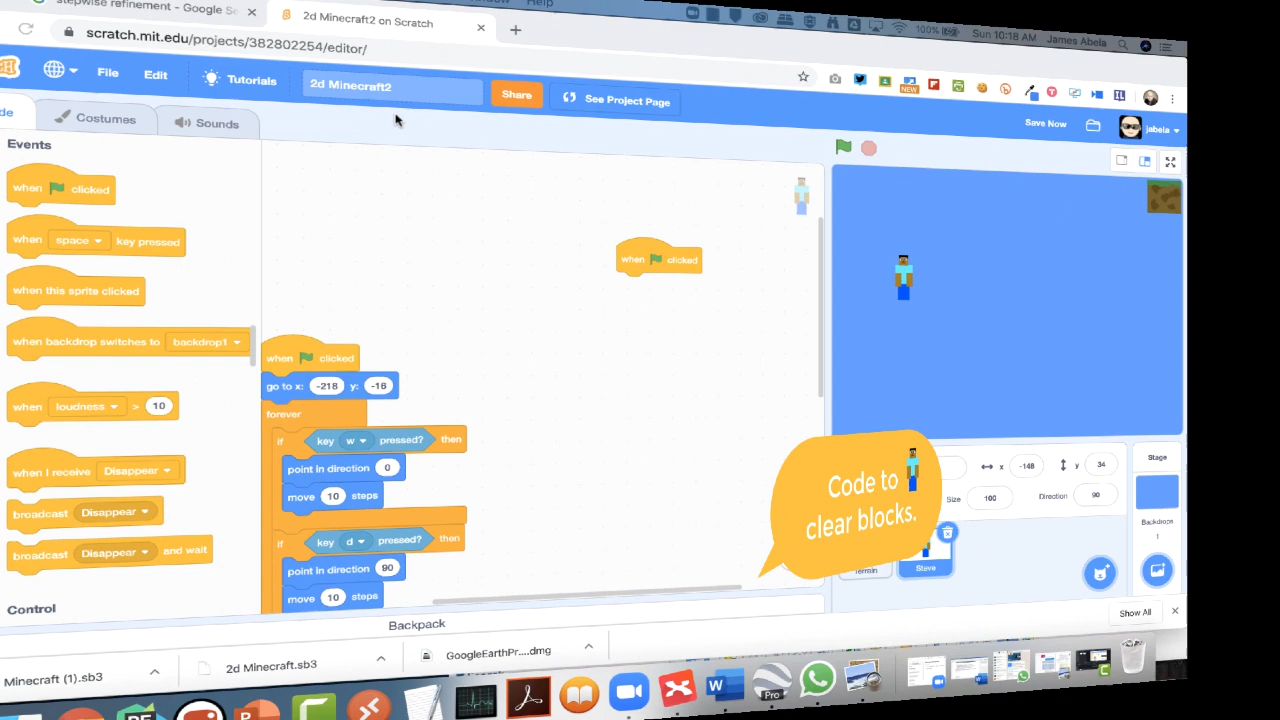 Help
stepwise refinement - Google Se
2d Minecraft2 on Scratch
100%
Sun 10:18 AM
James Abela
scratch.mit.edu/projects/382802254/editor/
NEW
File
Edit
Tutorials
2d Minecraft2
Share
See Project Page
Save Now
jabela
de
Costumes
Sounds
Events
when clicked
when space key pressed
when this sprite clicked
when backdrop switches to backdrop1
when loudness > 10
when I receive Disappear
broadcast Disappear
broadcast Disappear and wait
Control
when clicked
when clicked
go to x: -218 y: -16
forever
if key w pressed? then
point in direction 0
move 10 steps
if key d pressed? then
point in direction 90
move 10 steps
Code to
clear blocks.
x -148 y 34
Size 100 Direction 90
Terrain
Steve
Stage
Backdrops
1
Backpack
Show All
Minecraft (1).sb3
2d Minecraft.sb3
GoogleEarthPr....dmg
Pro